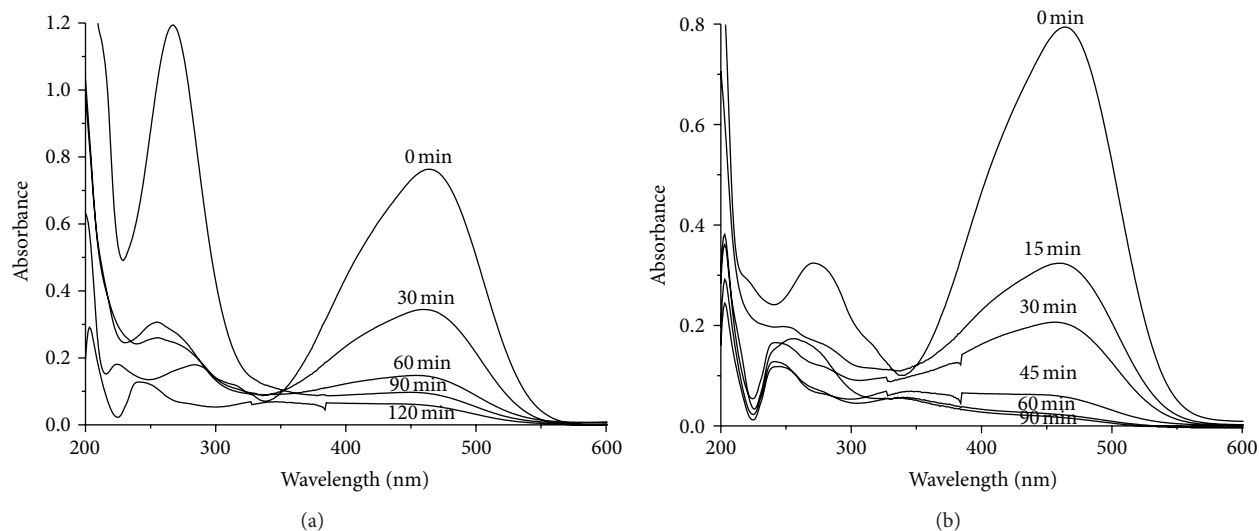 1.2
1.0
0.8
0.6
0.4
0.2
0.0
Absorbance
0 min
30 min
60 min
90 min
120 min
200 300 400 500 600
Wavelength (nm)
(a)
0.8
0.6
0.4
0.2
0.0
Absorbance
0 min
15 min
30 min
45 min
60 min
90 min
200 300 400 500 600
Wavelength (nm)
(b)